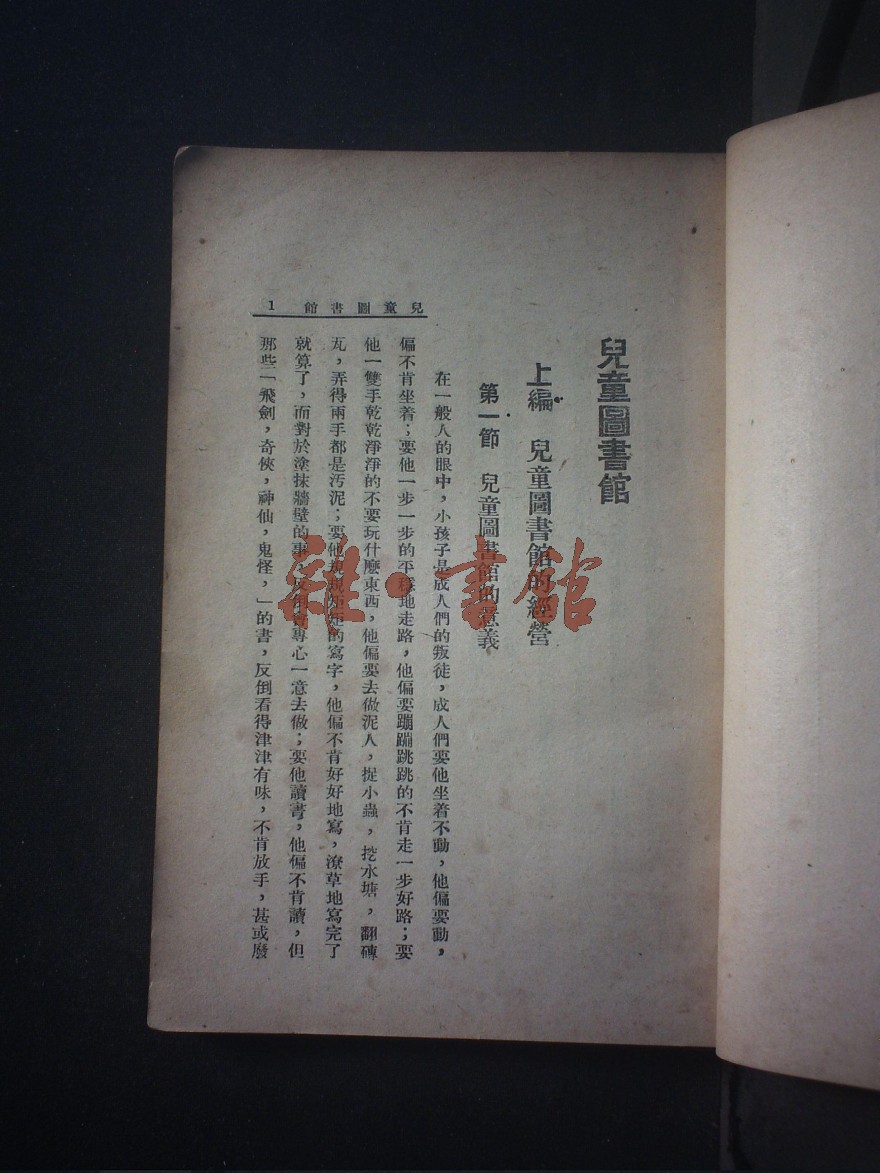 兒童圖書館
上編 兒童圖書館的經營
第一節 兒童圖書館的意義
在一般人的眼中，小孩子是成人們的叛徒，成人們要他坐着不動，他偏要動，
偏不肯坐着；要他一步一步的平穩地走路，他偏要蹦蹦跳跳的不肯走一步好路；要
他一雙手乾乾淨淨的不要玩什麼東西，他偏要去做泥人，捉小蟲，挖水塘，翻磚
瓦，弄得兩手都是汚泥；要他規規矩矩的寫字，他偏不肯好好地寫，潦草地寫完了
就算了，而對於塗抹牆壁的事，反倒會專心一意去做；要他讀書，他偏不肯讀，但
那些「飛劍，奇俠，神仙，鬼怪，」的書，反倒看得津津有味，不肯放手，甚或廢
兒童圖書館 1
雜·書館